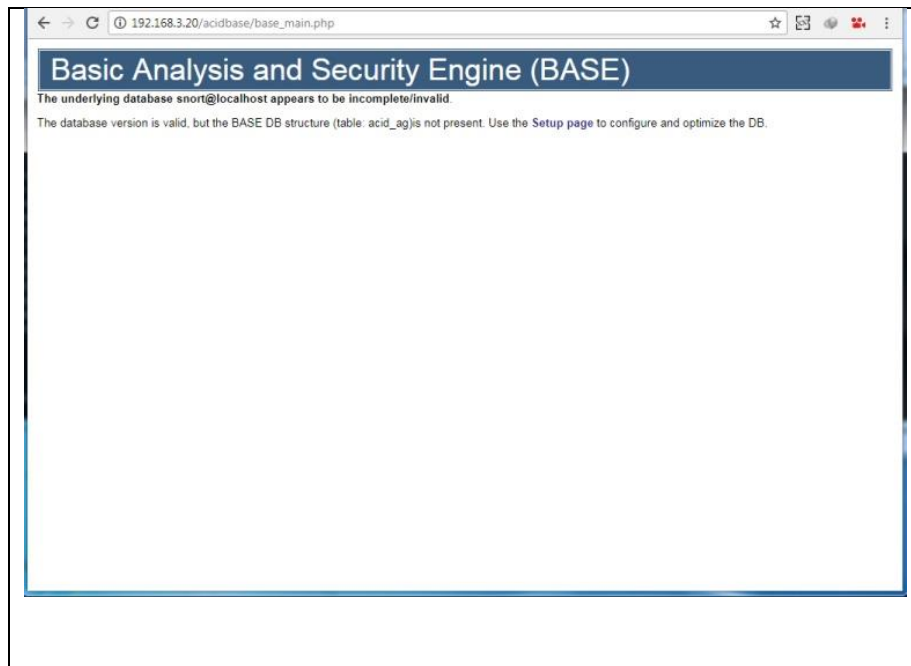 192.168.3.20/acidbase/base_main.php
Basic Analysis and Security Engine (BASE)
The underlying database snort@localhost appears to be incomplete/invalid.
The database version is valid, but the BASE DB structure (table: acid_ag)is not present. Use the Setup page to configure and optimize the DB.